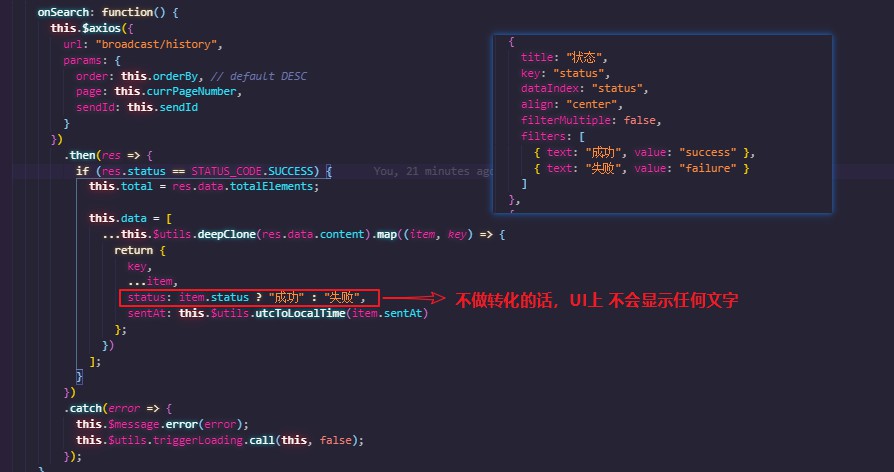 onSearch: function() {
this.$axios({
url: "broadcast/history",
params: {
order: this.orderBy, // default DESC
page: this.currPageNumber,
sendId: this.sendId
}
})
.then(res => {
if (res.status == STATUS_CODE.SUCCESS) {
You, 21 minutes ago
this.total = res.data.totalElements;
this.data = [
...this.$utils.deepClone(res.data.content).map((item, key) => {
return {
key,
...item,
status: item.status ? "成功" : "失败",
sentAt: this.$utils.utcToLocalTime(item.sentAt)
};
})
];
}
})
.catch(error => {
this.$message.error(error);
this.$utils.triggerLoading.call(this, false);
});
{
title: "状态",
key: "status",
dataIndex: "status",
align: "center",
filterMultiple: false,
filters: [
{ text: "成功", value: "success" },
{ text: "失败", value: "failure" }
]
},
不做转化的话，UI上 不会显示任何文字